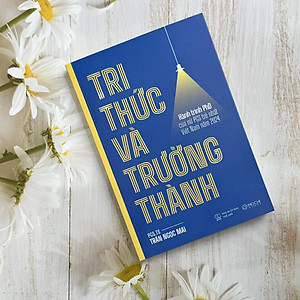 TRI
THỨC
VÀ
TRƯỞNG
THÀNH
Hành trình PhD
của nữ PGS trẻ nhất
Việt Nam năm 2024
PGS, TS
TRẦN NGỌC MAI